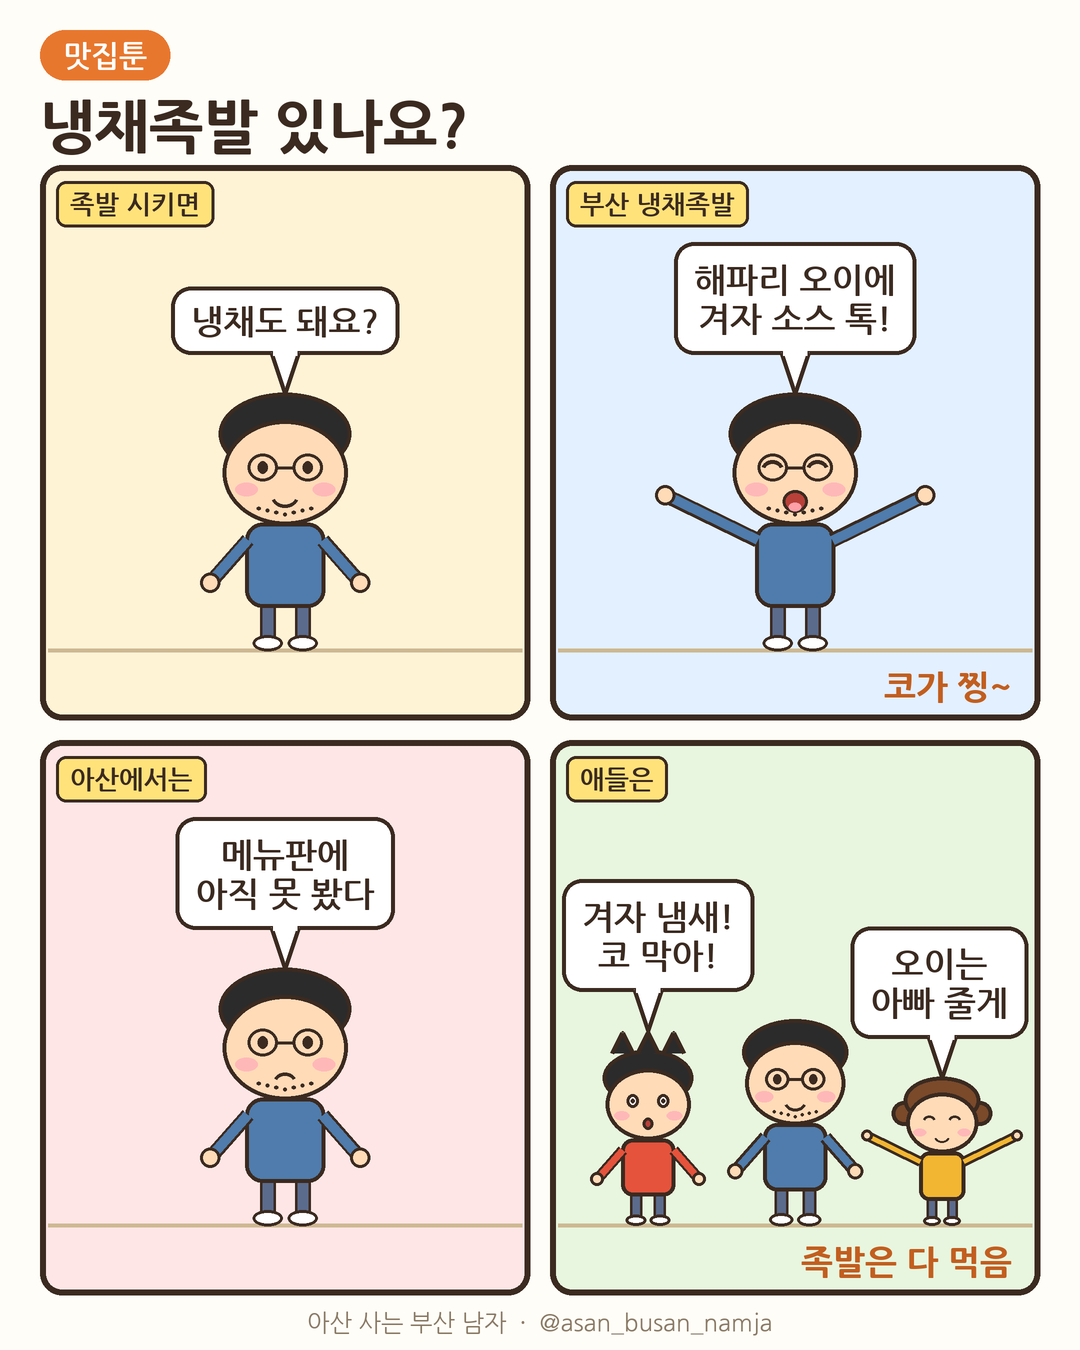 맛집툰
냉채족발 있나요?
족발 시키면
냉채도 돼요?
부산 냉채족발
해파리 오이에
겨자 소스 톡!
코가 찡~
아산에서는
메뉴판에
아직 못 봤다
애들은
겨자 냄새!
코 막아!
오이는
아빠 줄게
족발은 다 먹음
아산 사는 부산 남자 · @asan_busan_namja